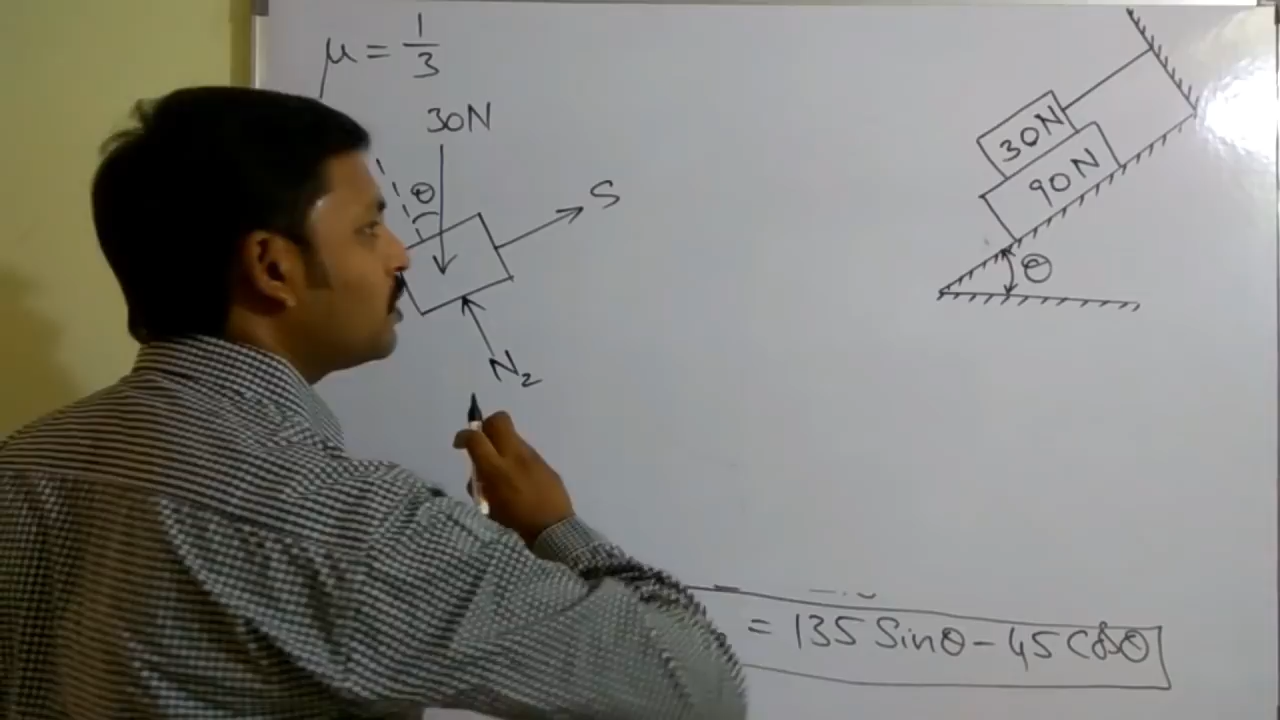 μ = 1/3
30N
θ
S
N₂
30N
90N
θ
= 135 Sinθ - 45 Cosθ